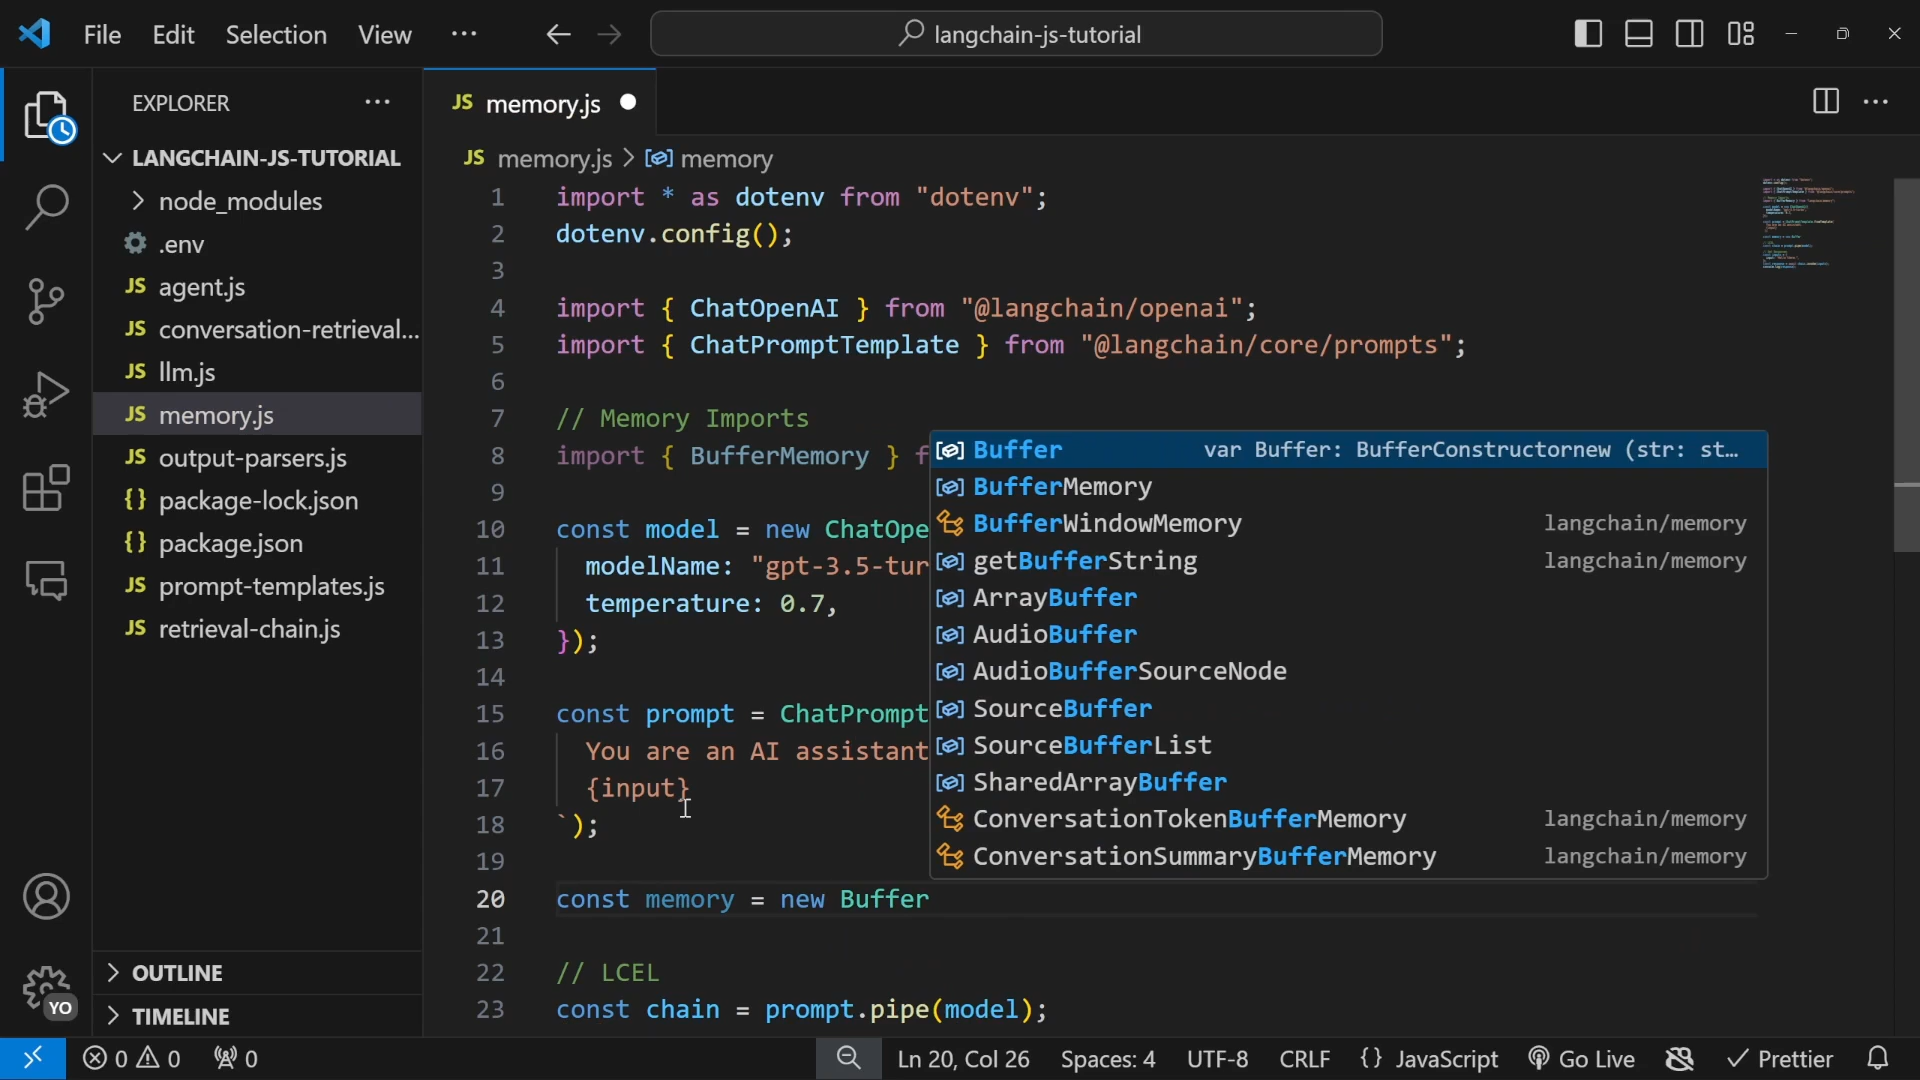 File Edit Selection View ··· langchain-js-tutorial
EXPLORER ···
LANGCHAIN-JS-TUTORIAL
node_modules
.env
JS agent.js
JS conversation-retrieval...
JS llm.js
JS memory.js
JS output-parsers.js
{} package-lock.json
{} package.json
JS prompt-templates.js
JS retrieval-chain.js
OUTLINE
TIMELINE
YO
JS memory.js
JS memory.js > memory
1 import * as dotenv from "dotenv";
2 dotenv.config();
3
4 import { ChatOpenAI } from "@langchain/openai";
5 import { ChatPromptTemplate } from "@langchain/core/prompts";
6
7 // Memory Imports
8 import { BufferMemory } f
9
10 const model = new ChatOpe
11 modelName: "gpt-3.5-tur
12 temperature: 0.7,
13 });
14
15 const prompt = ChatPrompt
16 You are an AI assistant
17 {input}
18 `);
19
20 const memory = new Buffer
21
22 // LCEL
23 const chain = prompt.pipe(model);
Buffer var Buffer: BufferConstructornew (str: st...
BufferMemory
BufferWindowMemory langchain/memory
getBufferString langchain/memory
ArrayBuffer
AudioBuffer
AudioBufferSourceNode
SourceBuffer
SourceBufferList
SharedArrayBuffer
ConversationTokenBufferMemory langchain/memory
ConversationSummaryBufferMemory langchain/memory
0 0 0 Ln 20, Col 26 Spaces: 4 UTF-8 CRLF {} JavaScript Go Live Prettier